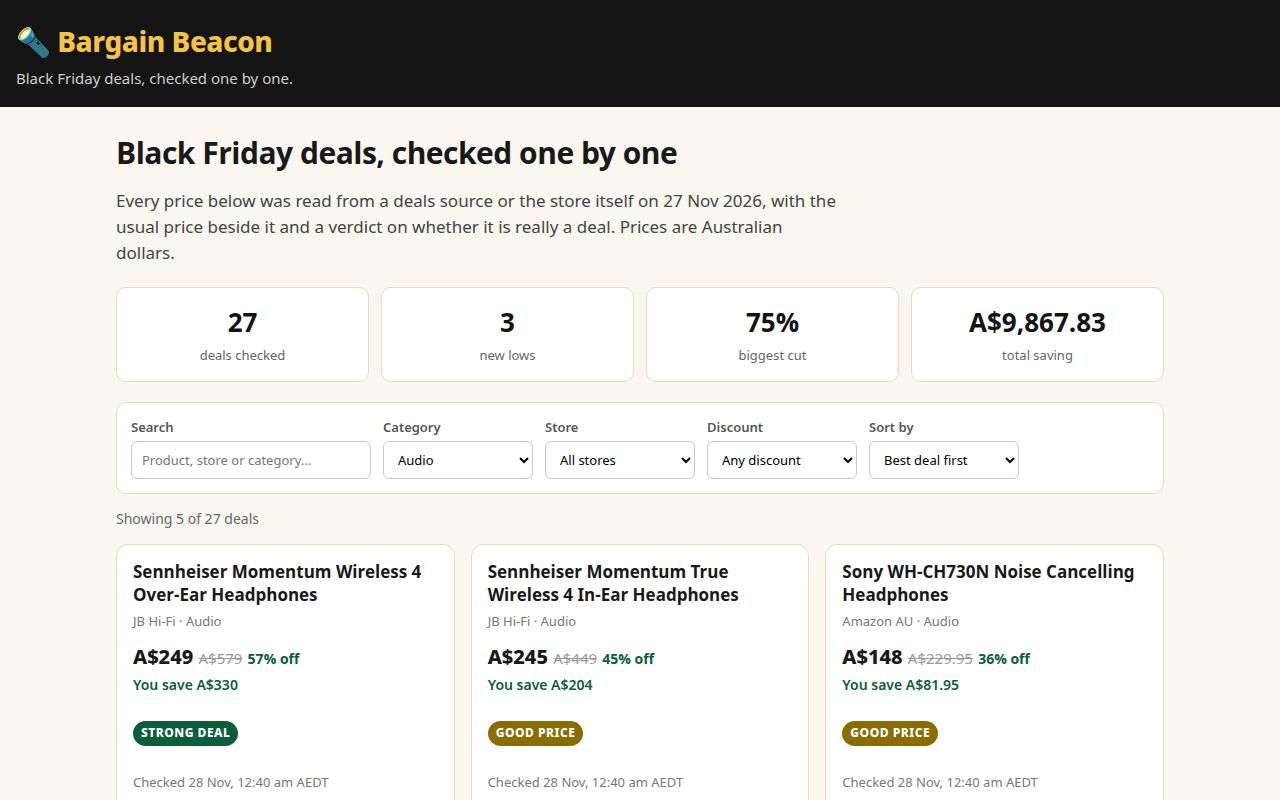 Bargain Beacon
Black Friday deals, checked one by one.
Black Friday deals, checked one by one
Every price below was read from a deals source or the store itself on 27 Nov 2026, with the
usual price beside it and a verdict on whether it is really a deal. Prices are Australian
dollars.
27
deals checked
3
new lows
75%
biggest cut
A$9,867.83
total saving
Search
Product, store or category...
Category
Audio
Store
All stores
Discount
Any discount
Sort by
Best deal first
Showing 5 of 27 deals
Sennheiser Momentum Wireless 4
Over-Ear Headphones
JB Hi-Fi · Audio
A$249 A$579 57% off
You save A$330
STRONG DEAL
Checked 28 Nov, 12:40 am AEDT
Sennheiser Momentum True
Wireless 4 In-Ear Headphones
JB Hi-Fi · Audio
A$245 A$449 45% off
You save A$204
GOOD PRICE
Checked 28 Nov, 12:40 am AEDT
Sony WH-CH730N Noise Cancelling
Headphones
Amazon AU · Audio
A$148 A$229.95 36% off
You save A$81.95
GOOD PRICE
Checked 28 Nov, 12:40 am AEDT